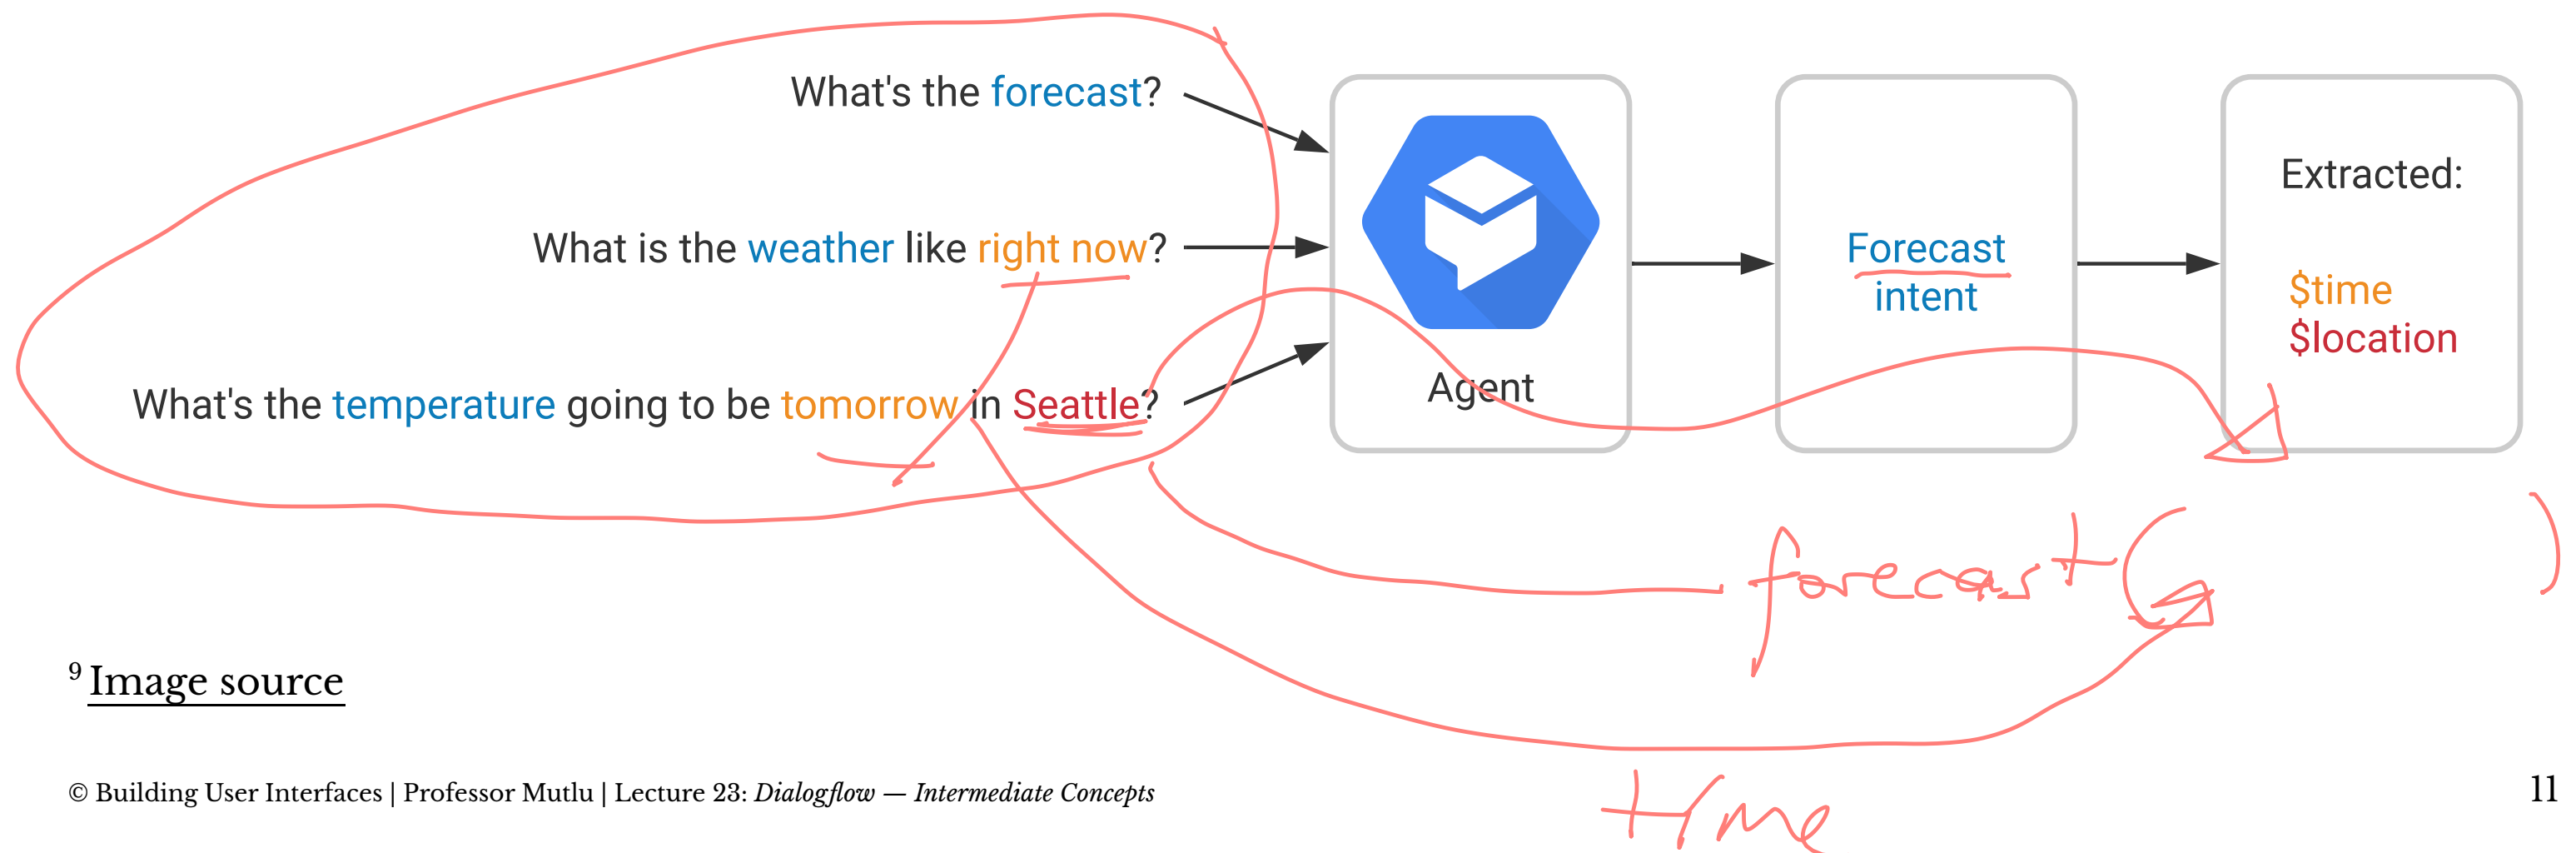 What's the forecast?
What is the weather like right now?
What's the temperature going to be tomorrow in Seattle?
Agent
Forecast
intent
Extracted:
$time
$location
forecast( )
time
9 Image source
© Building User Interfaces | Professor Mutlu | Lecture 23: Dialogflow — Intermediate Concepts
11